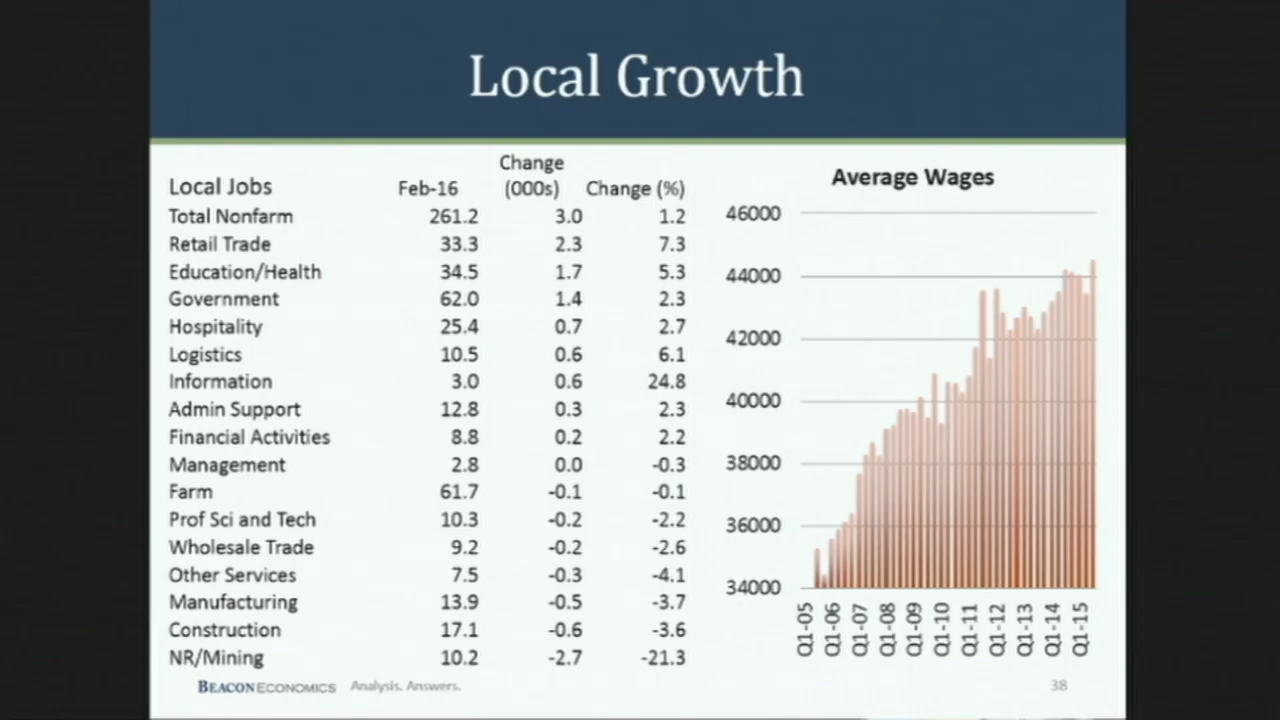 Local Growth
Change
Local Jobs Feb-16 (000s) Change (%)
Total Nonfarm 261.2 3.0 1.2
Retail Trade 33.3 2.3 7.3
Education/Health 34.5 1.7 5.3
Government 62.0 1.4 2.3
Hospitality 25.4 0.7 2.7
Logistics 10.5 0.6 6.1
Information 3.0 0.6 24.8
Admin Support 12.8 0.3 2.3
Financial Activities 8.8 0.2 2.2
Management 2.8 0.0 -0.3
Farm 61.7 -0.1 -0.1
Prof Sci and Tech 10.3 -0.2 -2.2
Wholesale Trade 9.2 -0.2 -2.6
Other Services 7.5 -0.3 -4.1
Manufacturing 13.9 -0.5 -3.7
Construction 17.1 -0.6 -3.6
NR/Mining 10.2 -2.7 -21.3
Average Wages
46000
44000
42000
40000
38000
36000
34000
Q1-05 Q1-06 Q1-07 Q1-08 Q1-09 Q1-10 Q1-11 Q1-12 Q1-13 Q1-14 Q1-15
BEACON ECONOMICS Analysis. Answers. 38